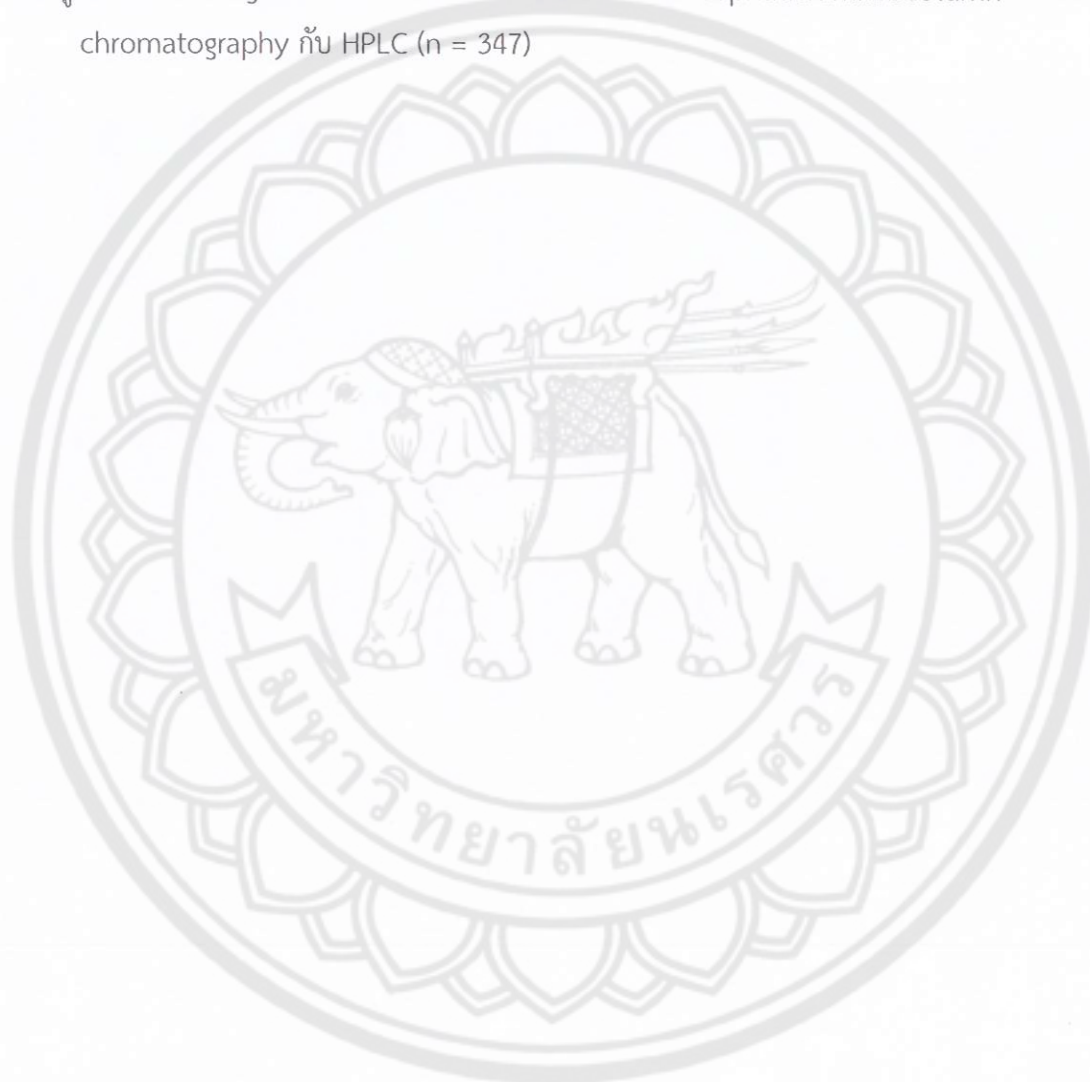 chromatography กับ HPLC (n = 347)
มหาวิทยาลัยนเรศวร